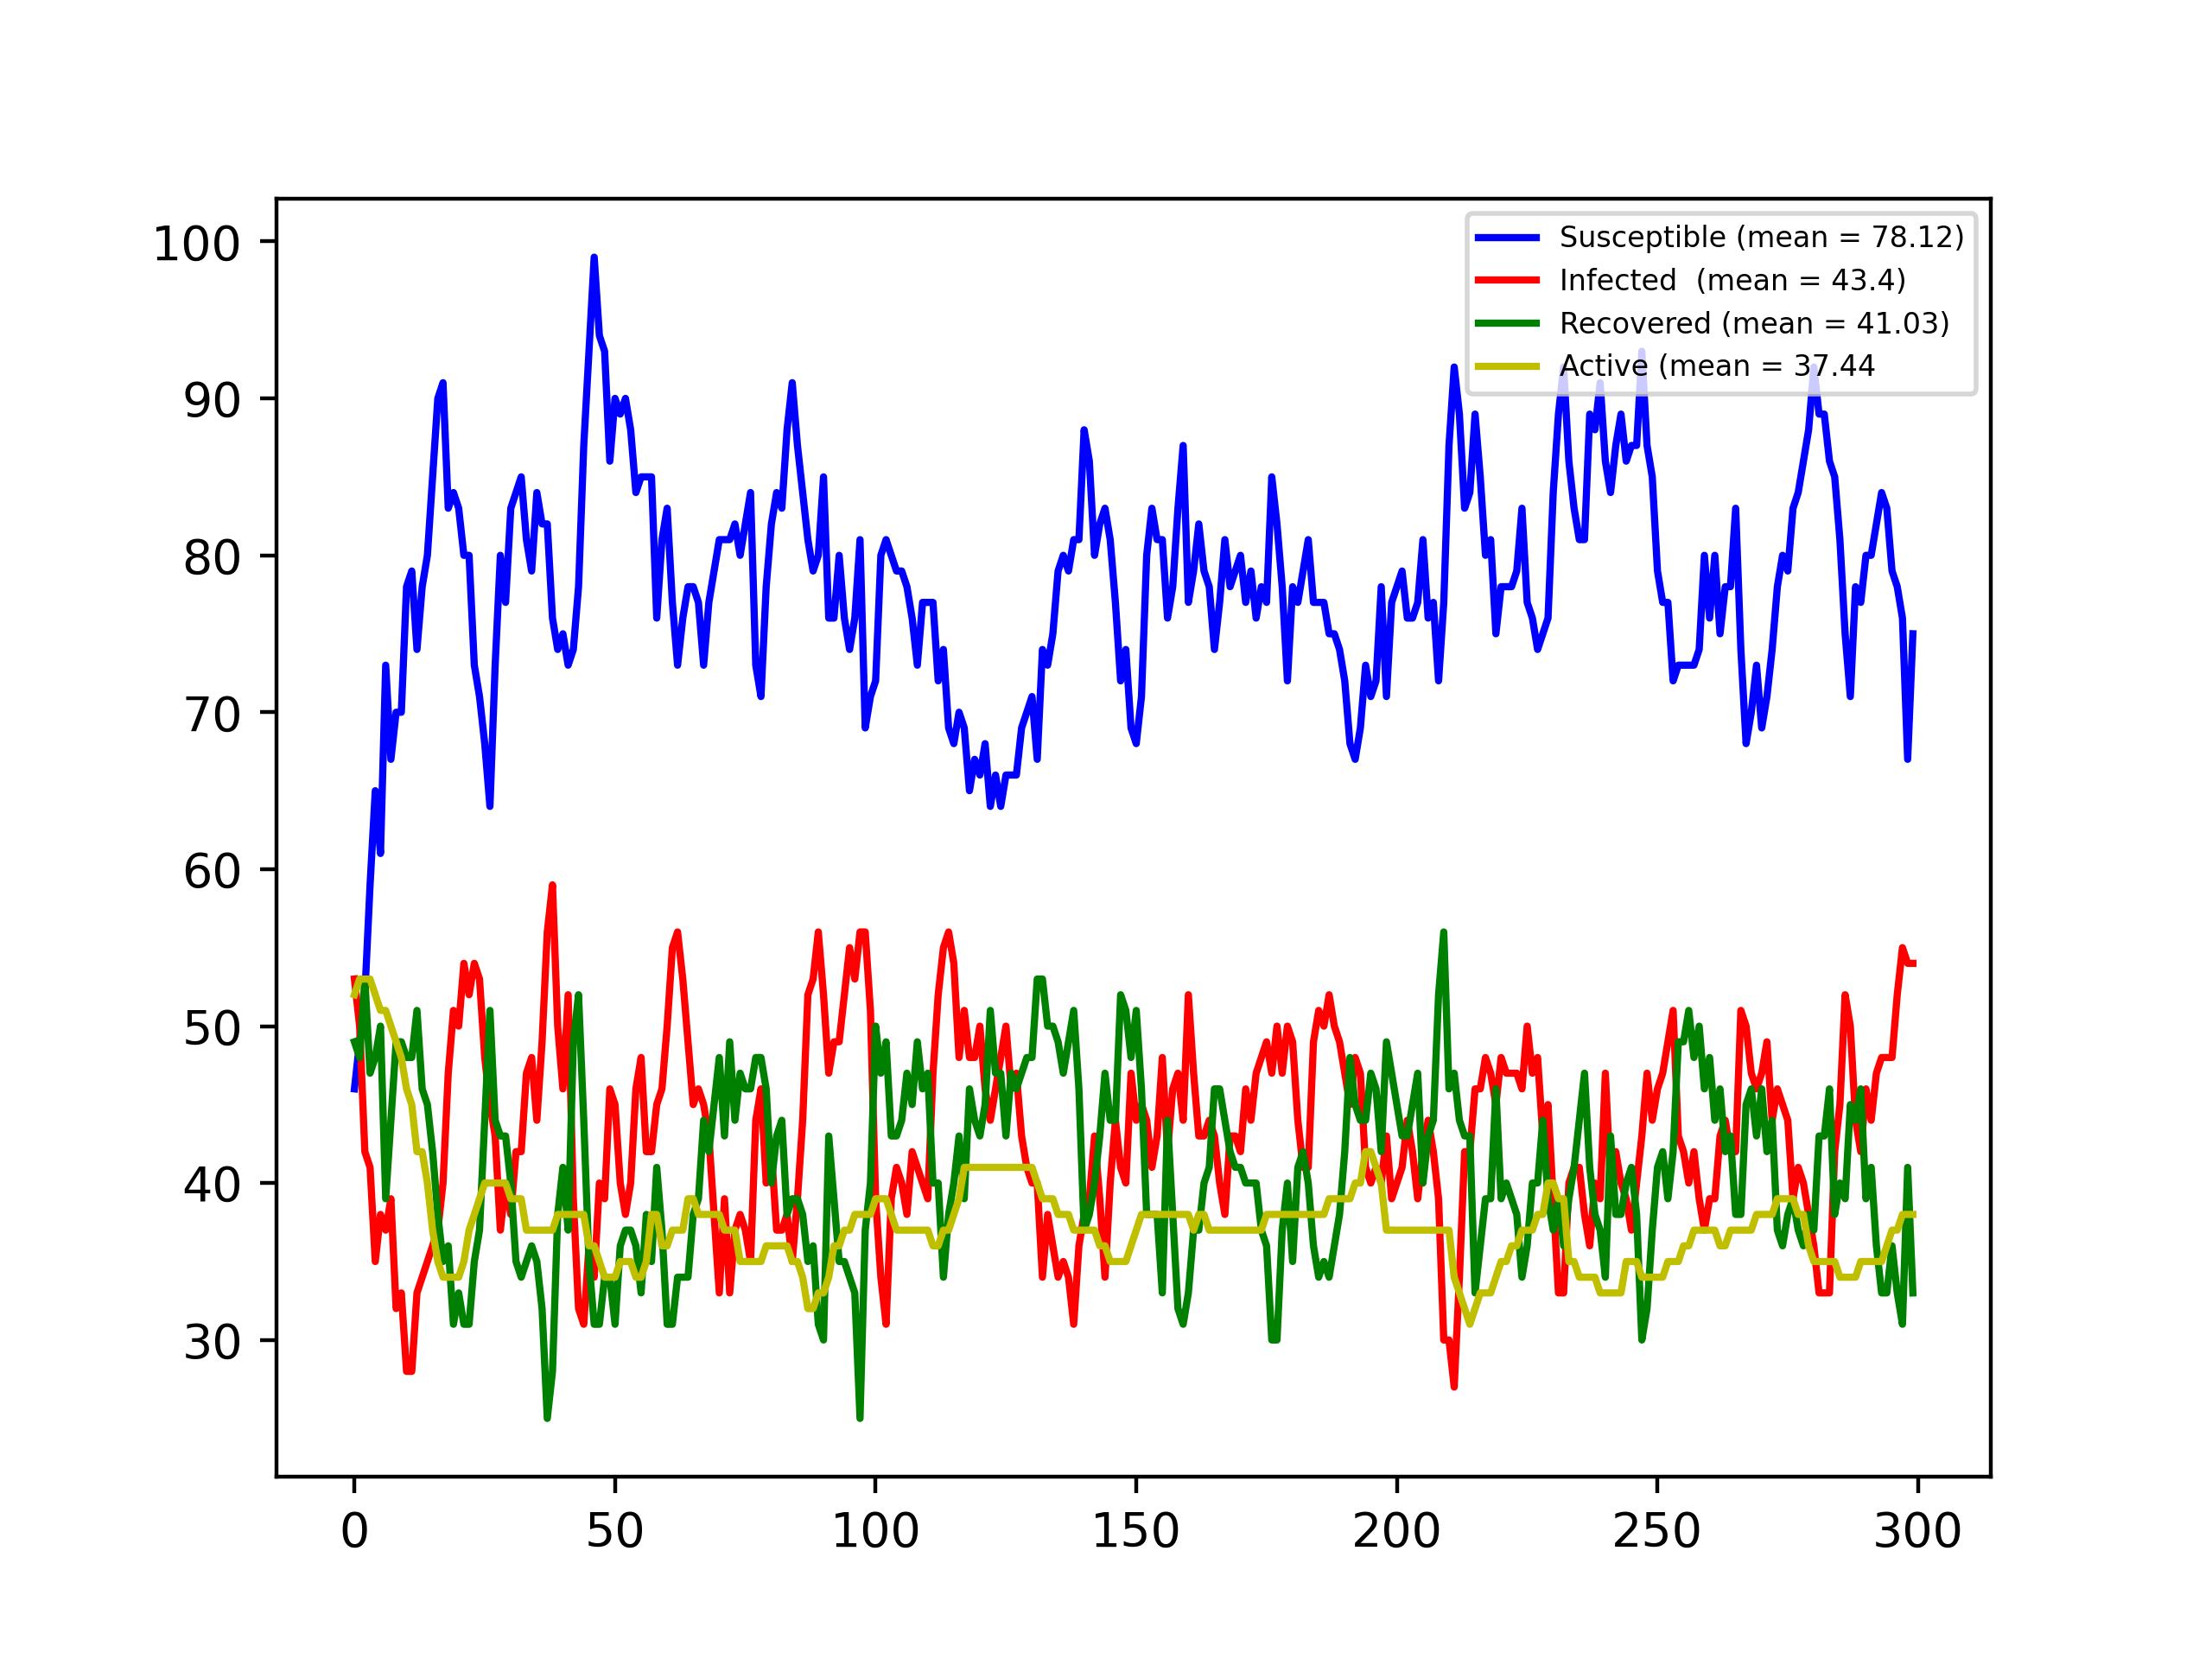 Susceptible (mean = 78.12)
Infected  (mean = 43.4)
Recovered (mean = 41.03)
Active (mean = 37.44
100
90
80
70
60
50
40
30
0 50 100 150 200 250 300